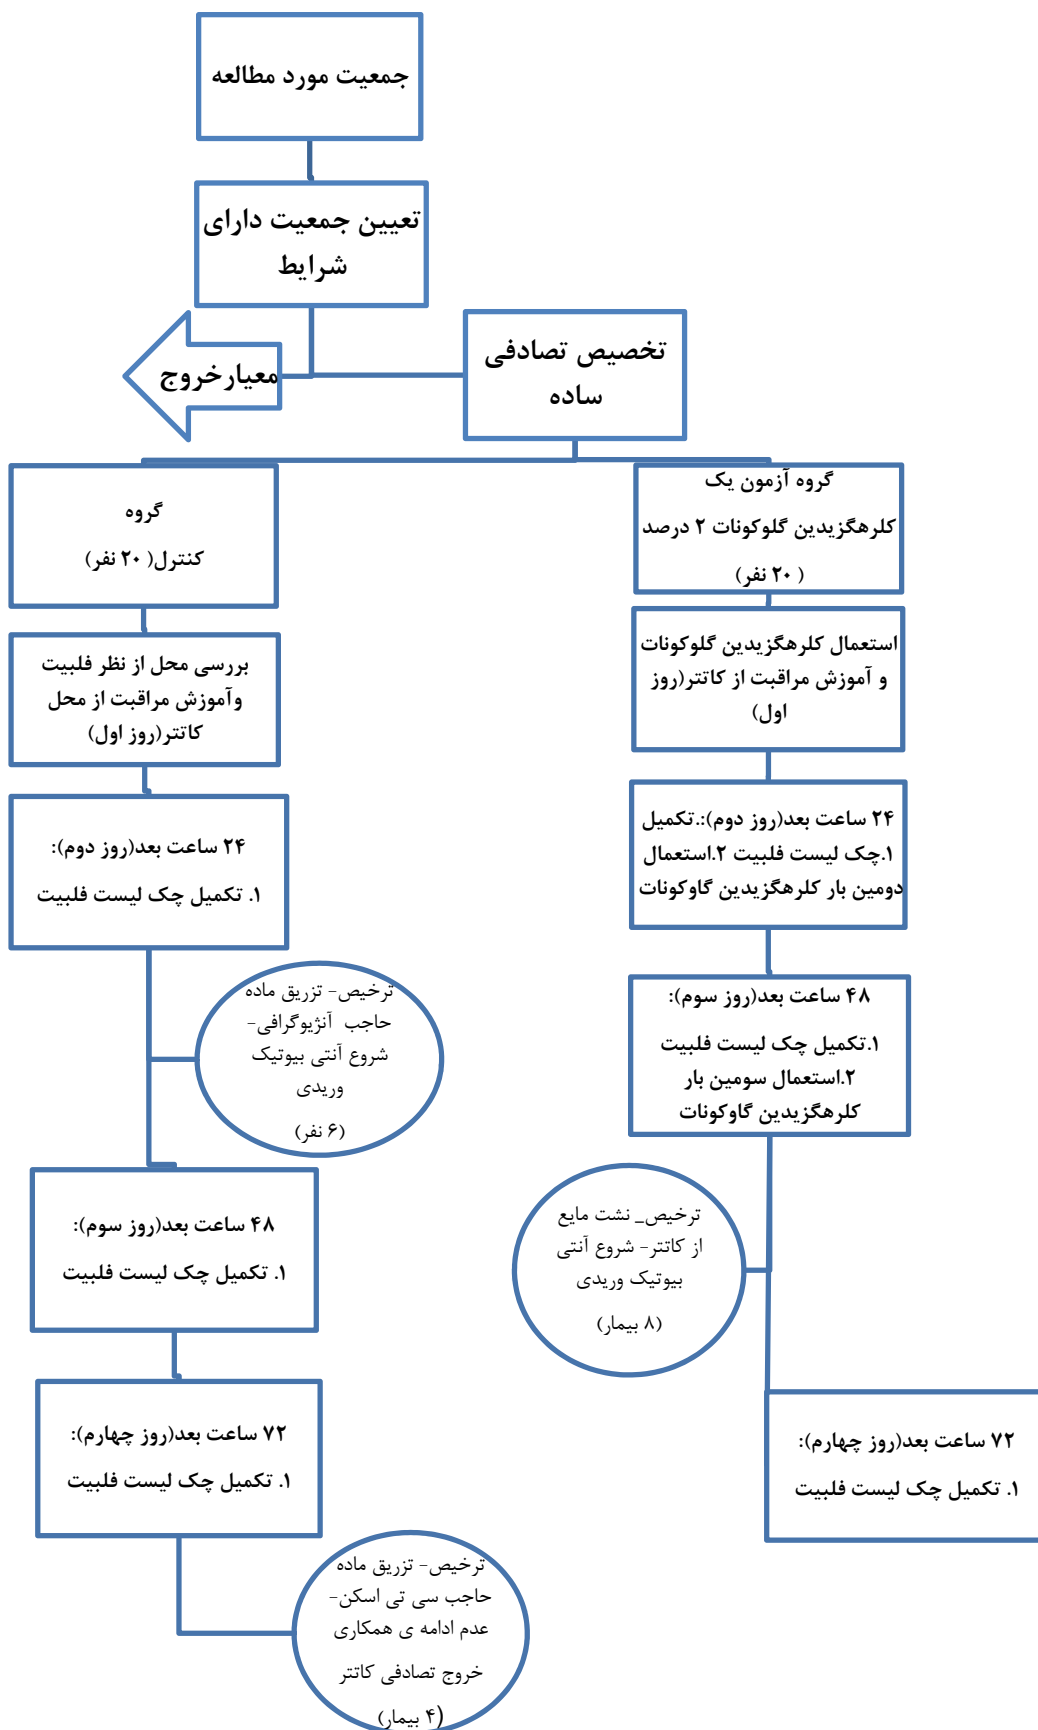 جمعیت مورد مطالعه
تعیین جمعیت دارای
شرایط
معیارخروج
تخصیص تصادفی
ساده
گروه آزمون یک
کلرهگزیدین گلوکونات ۲ درصد
(۲۰ نفر )
استعمال کلرهگزیدین گلوکونات
و آموزش مراقبت از کاتتر(روز
اول)
۲۴ ساعت بعد(روز دوم):.تکمیل
۱.چک لیست فلبیت ۲.استعمال
دومین بار کلرهگزیدین گاوکونات
۴۸ ساعت بعد(روز سوم):
۱.تکمیل چک لیست فلبیت
۲.استعمال سومین بار
کلرهگزیدین گاوکونات
ترخیص_ نشت مایع
از کاتتر- شروع آنتی
بیوتیک وریدی
(۸ بیمار)
۷۲ ساعت بعد(روز چهارم):
۱. تکمیل چک لیست فلبیت
گروه
کنترل( ۲۰ نفر)
بررسی محل از نظر فلبیت
وآموزش مراقبت از محل
کاتتر(روز اول)
۲۴ ساعت بعد(روز دوم):
۱. تکمیل چک لیست فلبیت
ترخیص- تزریق ماده
حاجب آنژیوگرافی-
شروع آنتی بیوتیک
وریدی
(۶ نفر)
۴۸ ساعت بعد(روز سوم):
۱. تکمیل چک لیست فلبیت
۷۲ ساعت بعد(روز چهارم):
۱. تکمیل چک لیست فلبیت
ترخیص- تزریق ماده
حاجب سی تی اسکن-
عدم ادامه ی همکاری
خروج تصادفی کاتتر
(۴ بیمار)